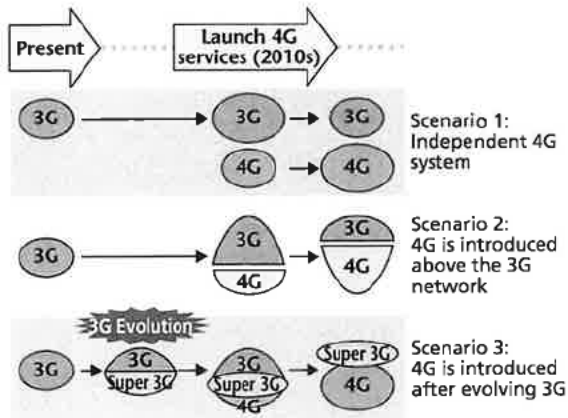 Present
Launch 4G
services (2010s)
3G
3G
3G
4G
4G
Scenario 1:
Independent 4G
system
3G
3G
4G
3G
4G
Scenario 2:
4G is introduced
above the 3G
network
3G Evolution
3G
3G
Super 3G
3G
Super 3G
4G
Super 3G
4G
Scenario 3:
4G is introduced
after evolving 3G